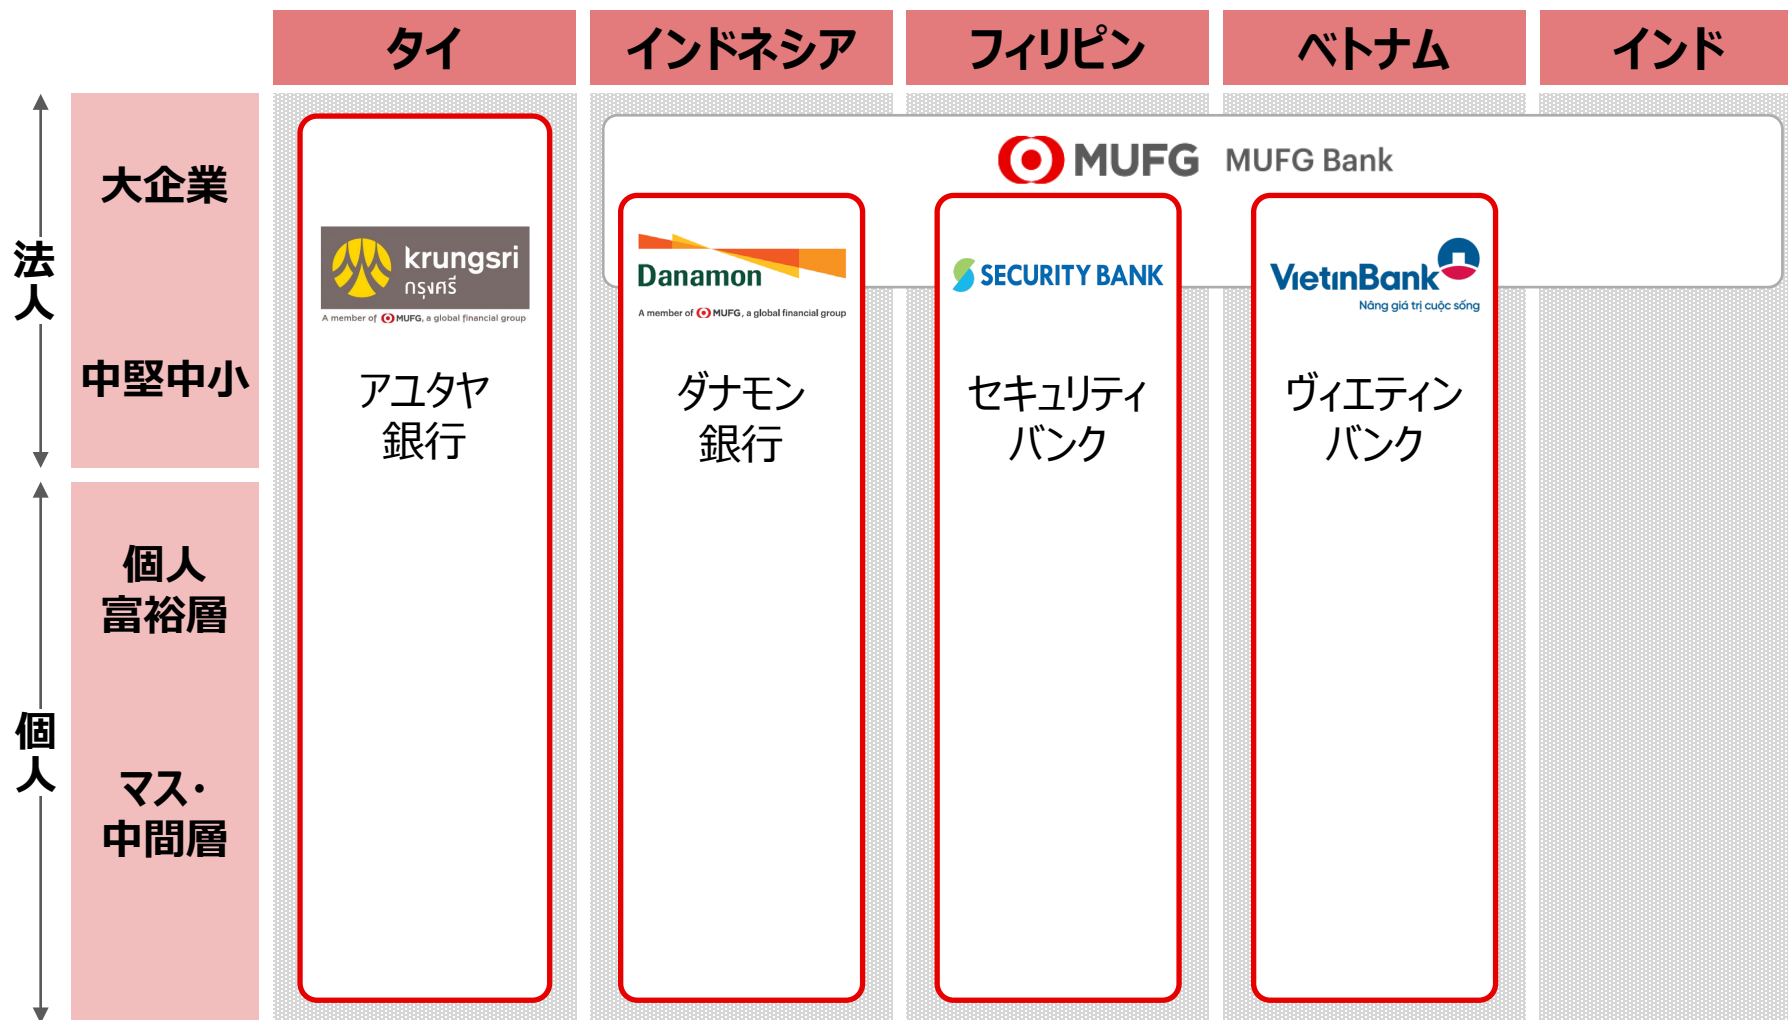 タイ
インドネシア
フィリピン
ベトナム
インド
法人
大企業
中堅中小
MUFG MUFG Bank
krungsri
กรุงศรี
A member of MUFG, a global financial group
アユタヤ
銀行
Danamon
A member of MUFG, a global financial group
ダナモン
銀行
SECURITY BANK
セキュリティ
バンク
VietinBank
Nâng giá trị cuộc sống
ヴィエティン
バンク
個人
個人
富裕層
マス・
中間層